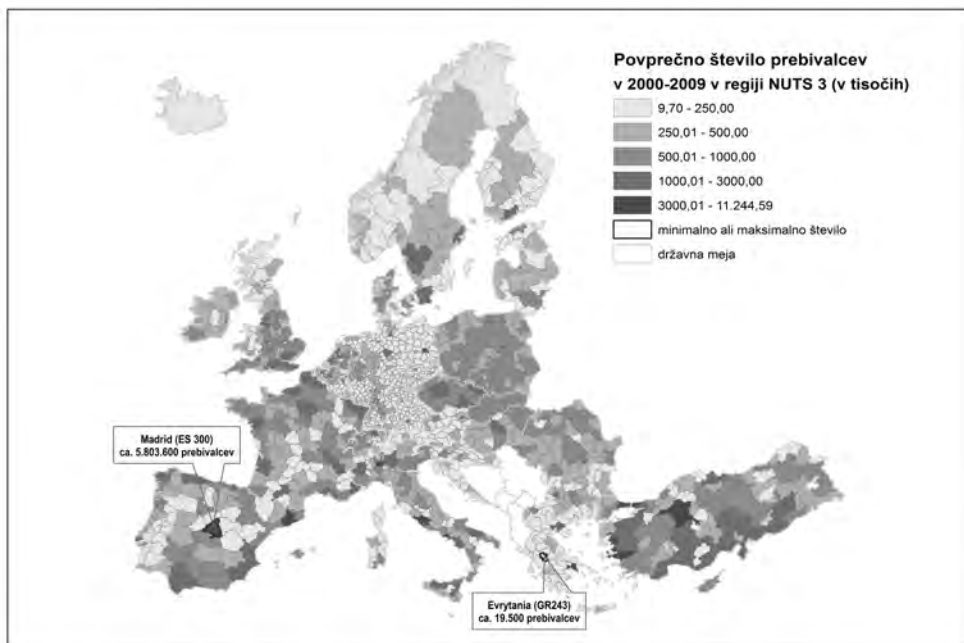 Povprečno število prebivalcev
v 2000-2009 v regiji NUTS 3 (v tisočih)
9,70 - 250,00
250,01 - 500,00
500,01 - 1000,00
1000,01 - 3000,00
3000,01 - 11.244,59
minimalno ali maksimalno število
državna meja
Madrid (ES 300)
ca. 5.803.600 prebivalcev
Evrytania (GR243)
ca. 19.500 prebivalcev